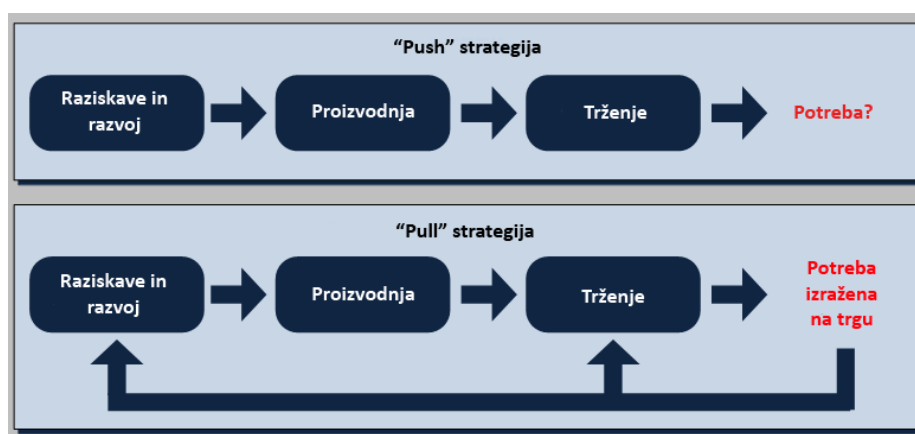 “Push” strategija
Raziskave in
razvoj
Proizvodnja
Trženje
Potreba?
“Pull” strategija
Raziskave in
razvoj
Proizvodnja
Trženje
Potreba
izražena
na trgu